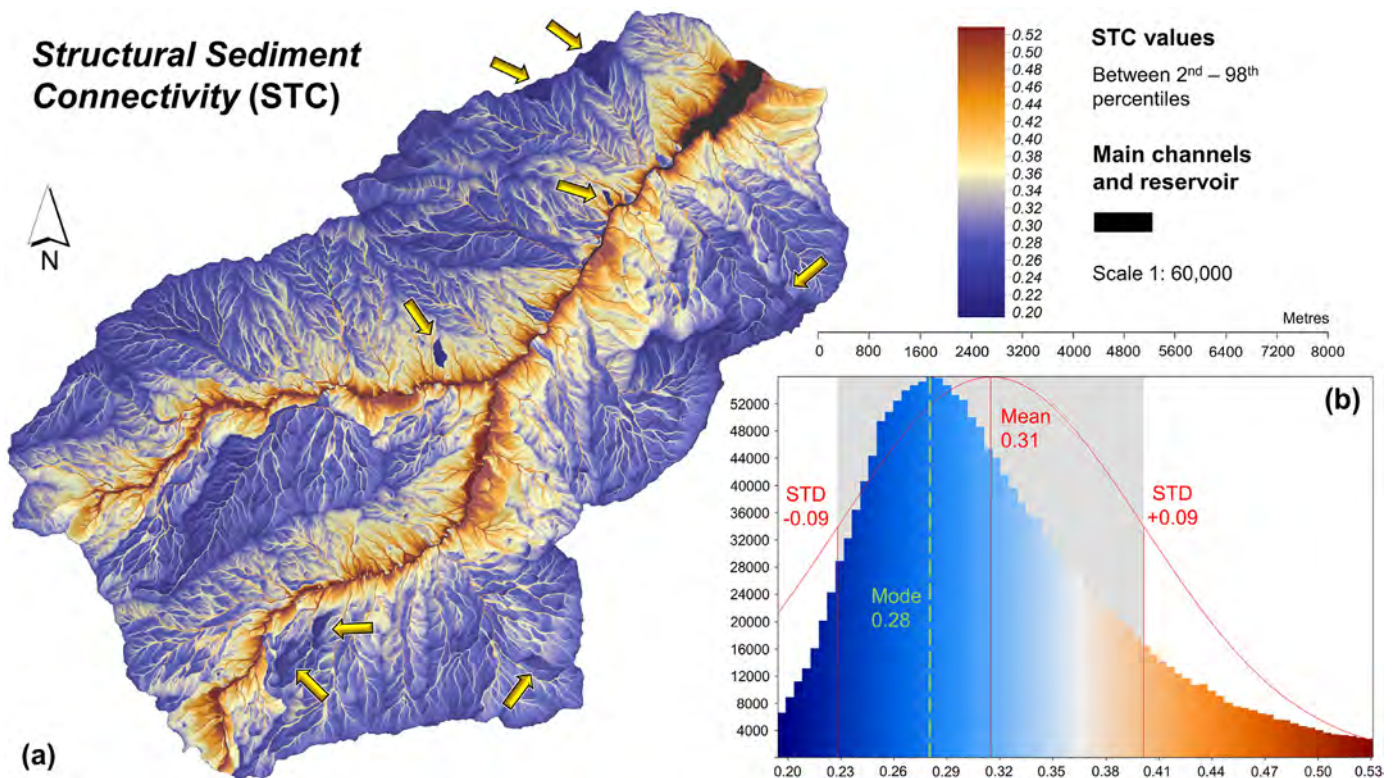 Structural Sediment
Connectivity (STC)
N
(a)
0.52
0.50
0.48
0.46
0.44
0.42
0.40
0.38
0.36
0.34
0.32
0.30
0.28
0.26
0.24
0.22
0.20
STC values
Between 2nd – 98th
percentiles
Main channels
and reservoir
Scale 1: 60,000
Metres
0 800 1600 2400 3200 4000 4800 5600 6400 7200 8000
(b)
52000
48000
44000
40000
36000
32000
28000
24000
20000
16000
12000
8000
4000
Mean
0.31
STD
-0.09
STD
+0.09
Mode
0.28
0.20 0.23 0.26 0.29 0.32 0.35 0.38 0.41 0.44 0.47 0.50 0.53